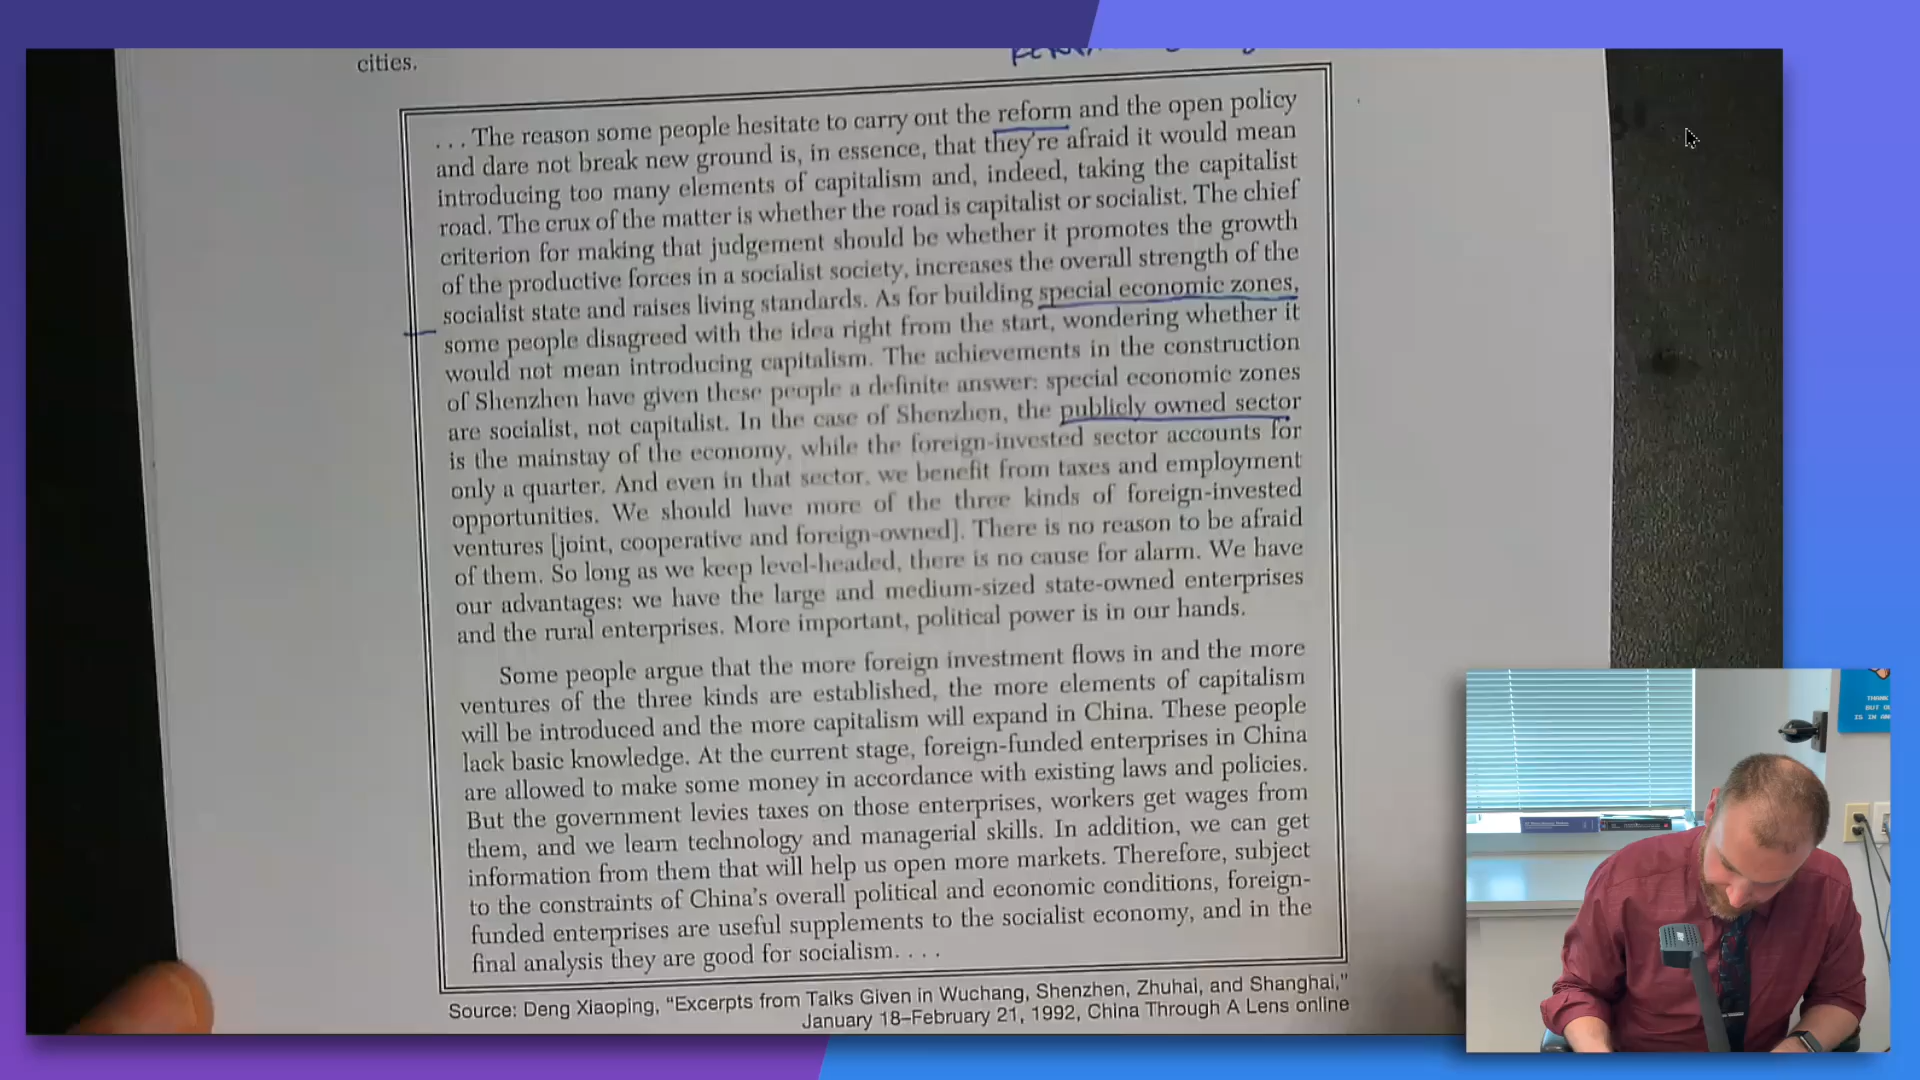 cities.
. . . The reason some people hesitate to carry out the reform and the open policy
and dare not break new ground is, in essence, that they're afraid it would mean
introducing too many elements of capitalism and, indeed, taking the capitalist
road. The crux of the matter is whether the road is capitalist or socialist. The chief
criterion for making that judgement should be whether it promotes the growth
of the productive forces in a socialist society, increases the overall strength of the
socialist state and raises living standards. As for building special economic zones,
some people disagreed with the idea right from the start, wondering whether it
would not mean introducing capitalism. The achievements in the construction
of Shenzhen have given these people a definite answer: special economic zones
are socialist, not capitalist. In the case of Shenzhen, the publicly owned sector
is the mainstay of the economy, while the foreign-invested sector accounts for
only a quarter. And even in that sector, we benefit from taxes and employment
opportunities. We should have more of the three kinds of foreign-invested
ventures [joint, cooperative and foreign-owned]. There is no reason to be afraid
of them. So long as we keep level-headed, there is no cause for alarm. We have
our advantages: we have the large and medium-sized state-owned enterprises
and the rural enterprises. More important, political power is in our hands.
Some people argue that the more foreign investment flows in and the more
ventures of the three kinds are established, the more elements of capitalism
will be introduced and the more capitalism will expand in China. These people
lack basic knowledge. At the current stage, foreign-funded enterprises in China
are allowed to make some money in accordance with existing laws and policies.
But the government levies taxes on those enterprises, workers get wages from
them, and we learn technology and managerial skills. In addition, we can get
information from them that will help us open more markets. Therefore, subject
to the constraints of China's overall political and economic conditions, foreign-
funded enterprises are useful supplements to the socialist economy, and in the
final analysis they are good for socialism. . . .
Source: Deng Xiaoping, "Excerpts from Talks Given in Wuchang, Shenzhen, Zhuhai, and Shanghai,"
January 18–February 21, 1992, China Through A Lens online
THANK
BUT
IS IN